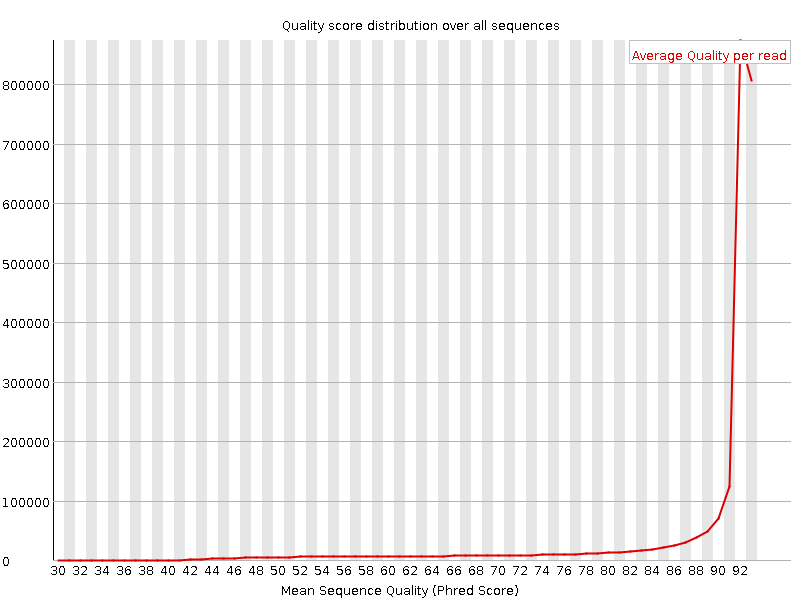 Quality score distribution over all sequences
Average Quality per read
800000
700000
600000
500000
400000
300000
200000
100000
0
30 32 34 36 38 40 42 44 46 48 50 52 54 56 58 60 62 64 66 68 70 72 74 76 78 80 82 84 86 88 90 92
Mean Sequence Quality (Phred Score)